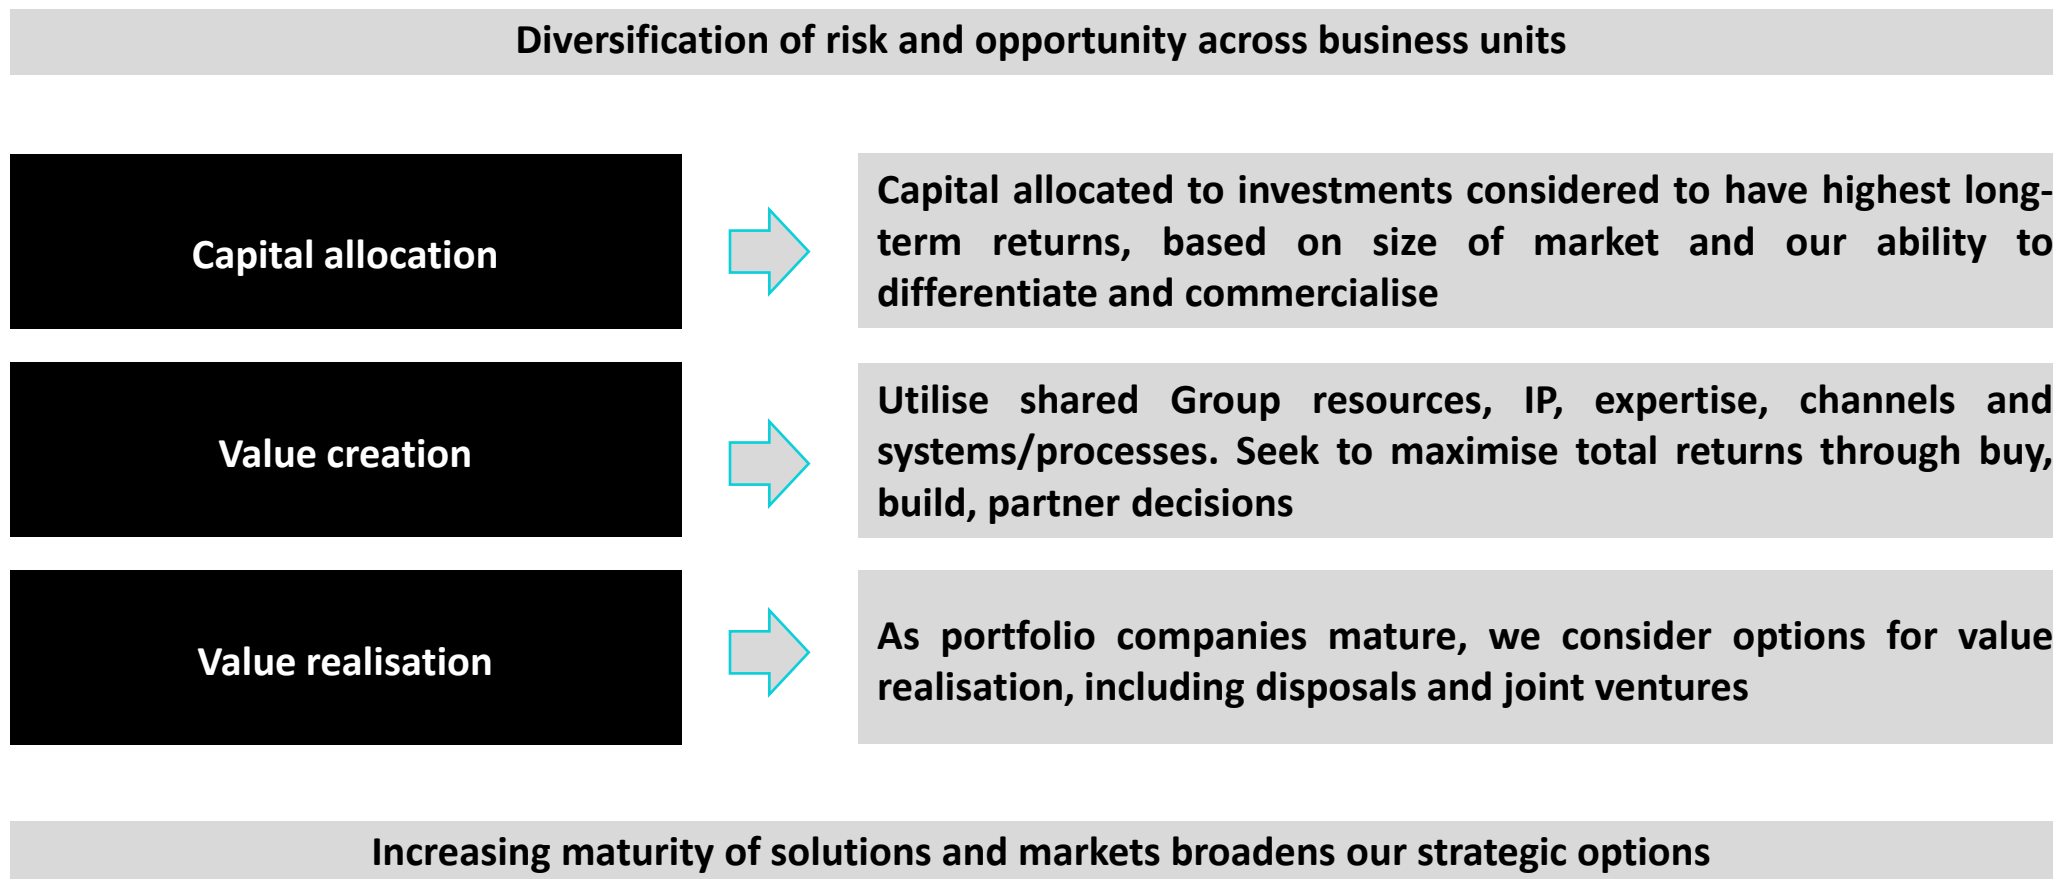 Diversification of risk and opportunity across business units
Capital allocation
Capital allocated to investments considered to have highest long-
term returns, based on size of market and our ability to
differentiate and commercialise
Value creation
Utilise shared Group resources, IP, expertise, channels and
systems/processes. Seek to maximise total returns through buy,
build, partner decisions
Value realisation
As portfolio companies mature, we consider options for value
realisation, including disposals and joint ventures
Increasing maturity of solutions and markets broadens our strategic options